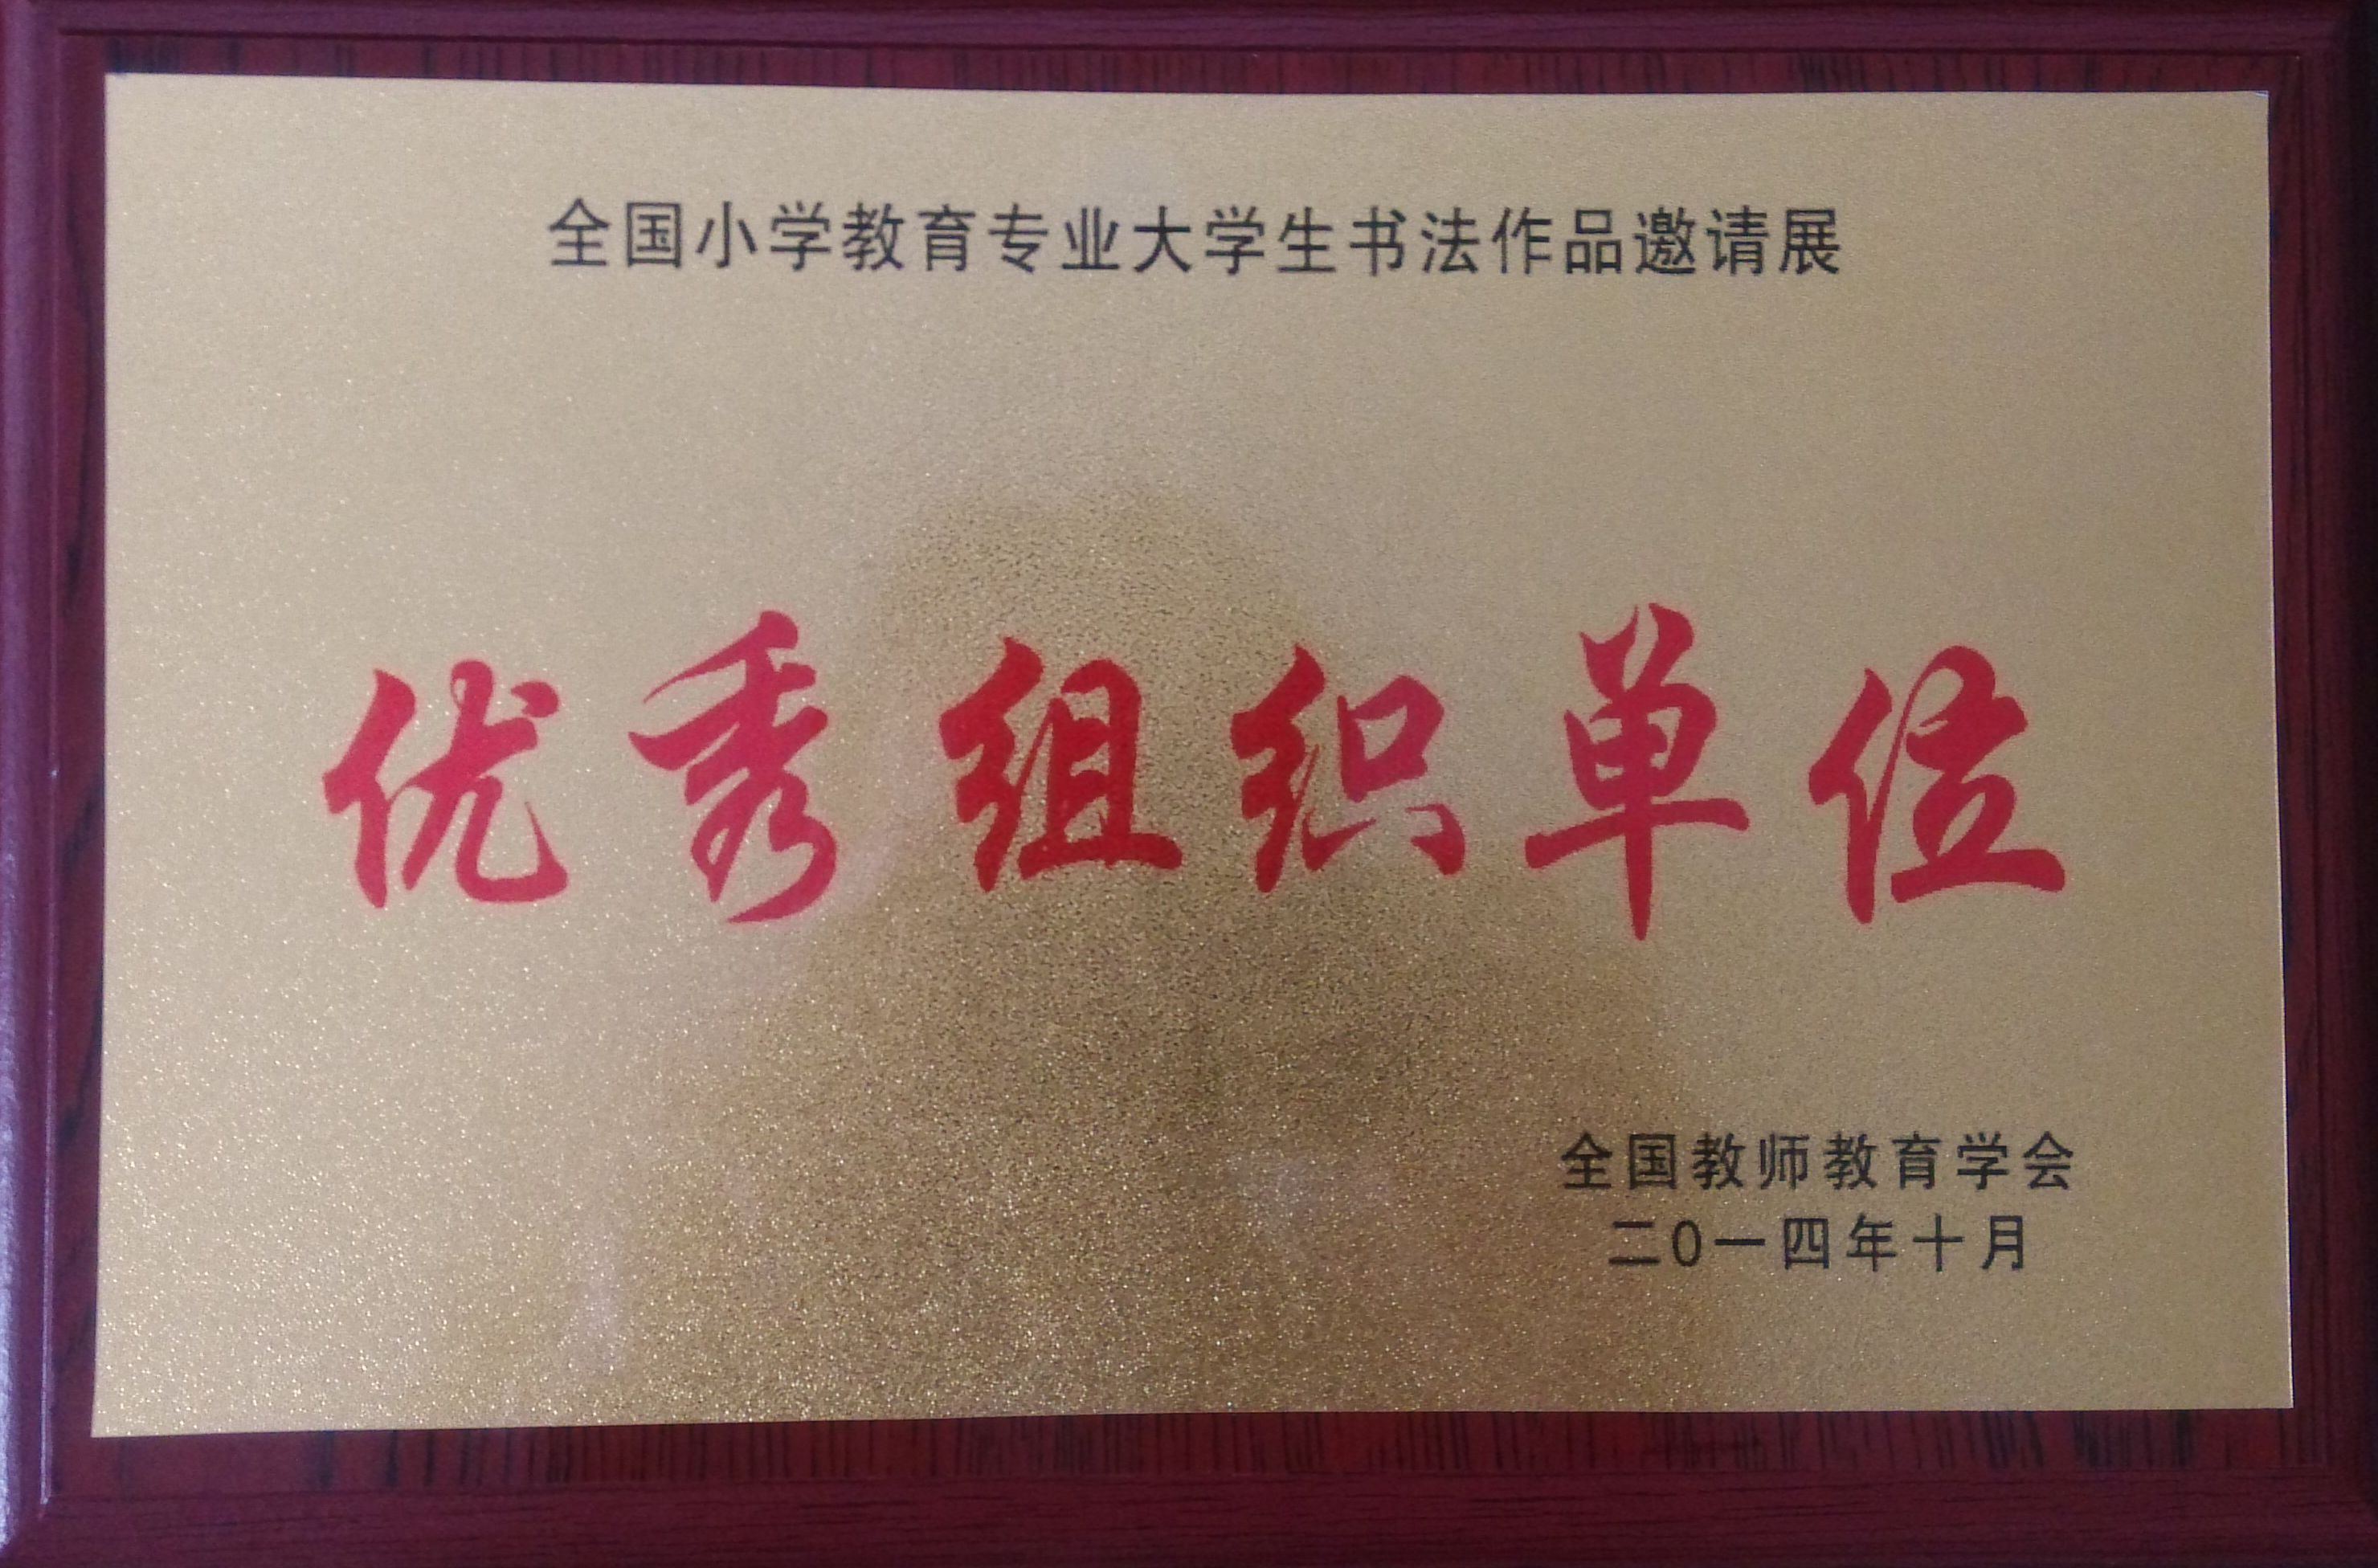 全国小学教育专业大学生书法作品邀请展
优秀组织单位
全国教师教育学会
二0一四年十月